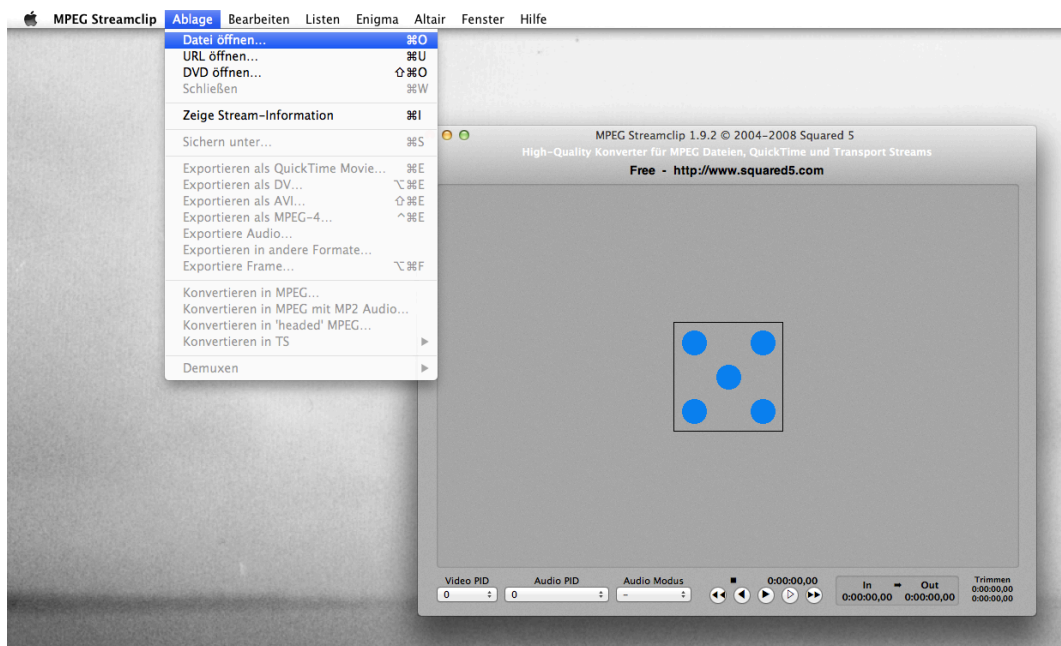 MPEG Streamclip Ablage Bearbeiten Listen Enigma Altair Fenster Hilfe
Datei öffnen... ⌘O
URL öffnen... ⌘U
DVD öffnen... ⇧⌘O
Schließen ⌘W
Zeige Stream-Information ⌘I
Sichern unter... ⌘S
Exportieren als QuickTime Movie... ⌘E
Exportieren als DV... ⌥⌘E
Exportieren als AVI... ⇧⌘E
Exportieren als MPEG-4... ^⌘E
Exportiere Audio...
Exportieren in andere Formate...
Exportiere Frame... ⌥⌘F
Konvertieren in MPEG...
Konvertieren in MPEG mit MP2 Audio...
Konvertieren in 'headed' MPEG...
Konvertieren in TS
Demuxen
MPEG Streamclip 1.9.2 © 2004-2008 Squared 5
High-Quality Konverter für MPEG Dateien, QuickTime und Transport Streams
Free - http://www.squared5.com
Video PID Audio PID Audio Modus 0:00:00,00
0 0 -
In ➡ Out
0:00:00,00 0:00:00,00
Trimmen
0:00:00,00
0:00:00,00